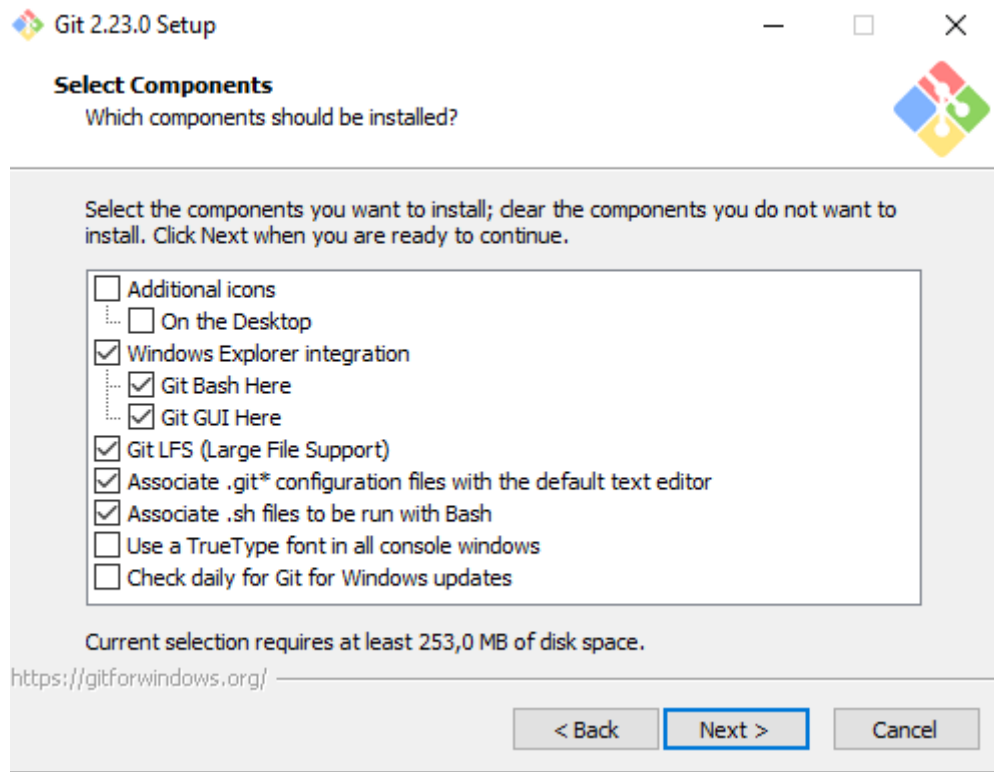 Git 2.23.0 Setup
Select Components
Which components should be installed?
Select the components you want to install; clear the components you do not want to
install. Click Next when you are ready to continue.
Additional icons
On the Desktop
Windows Explorer integration
Git Bash Here
Git GUI Here
Git LFS (Large File Support)
Associate .git* configuration files with the default text editor
Associate .sh files to be run with Bash
Use a TrueType font in all console windows
Check daily for Git for Windows updates
Current selection requires at least 253,0 MB of disk space.
https://gitforwindows.org/
< Back Next > Cancel